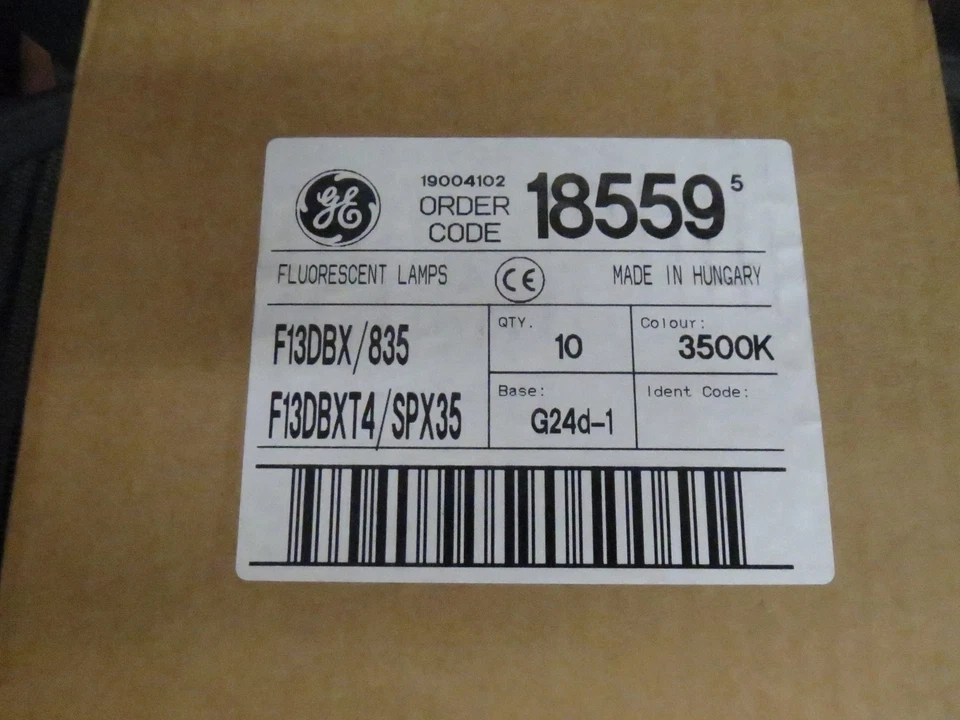 GE
19004102
ORDER CODE 18559 5
FLUORESCENT LAMPS CE MADE IN HUNGARY
F13DBX/835
F13DBXT4/SPX35
QTY.
10
Colour:
3500K
Base:
G24d-1
Ident Code: